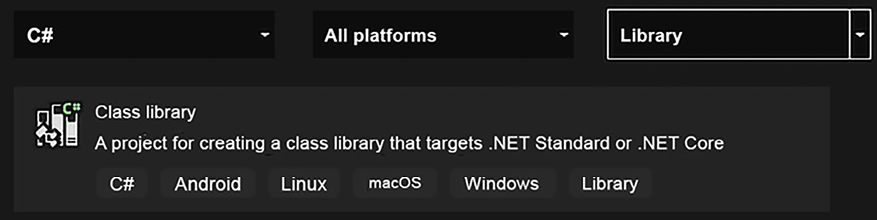 C# All platforms Library
C#
Class library
A project for creating a class library that targets .NET Standard or .NET Core
C# Android Linux macOS Windows Library